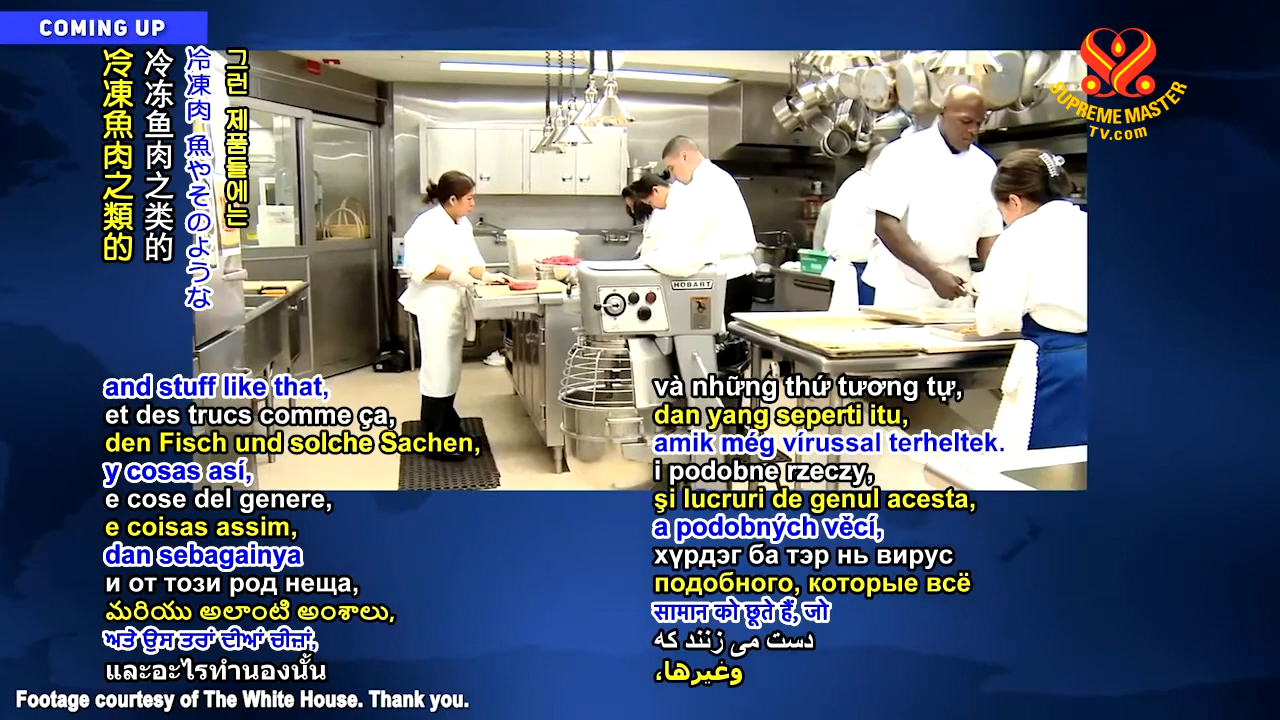 COMING UP
SUPREME MASTER
TV.com
冷凍魚肉之類的
冷冻鱼肉之类的
冷凍肉 魚やそのような
그런 제품들에는
HOBART
and stuff like that,
et des trucs comme ça,
den Fisch und solche Sachen,
y cosas así,
e cose del genere,
e coisas assim,
dan sebagainya
и от този род неща,
మరియు అలాంటి అంశాలు,
ਅਤੇ ਉਸ ਤਰਾਂ ਦੀਆਂ ਚੀਜ਼ਾਂ,
และอะไรทำนองนั้น
và những thứ tương tự,
dan yang seperti itu,
amik még vírussal terheltek.
i podobne rzeczy,
şi lucruri de genul acesta,
a podobných věcí,
хүрдэг ба тэр нь вирус
подобного, которые всё
सामान को छूते हैं, जो
دست می زنند که
وغيرها،
Footage courtesy of The White House. Thank you.